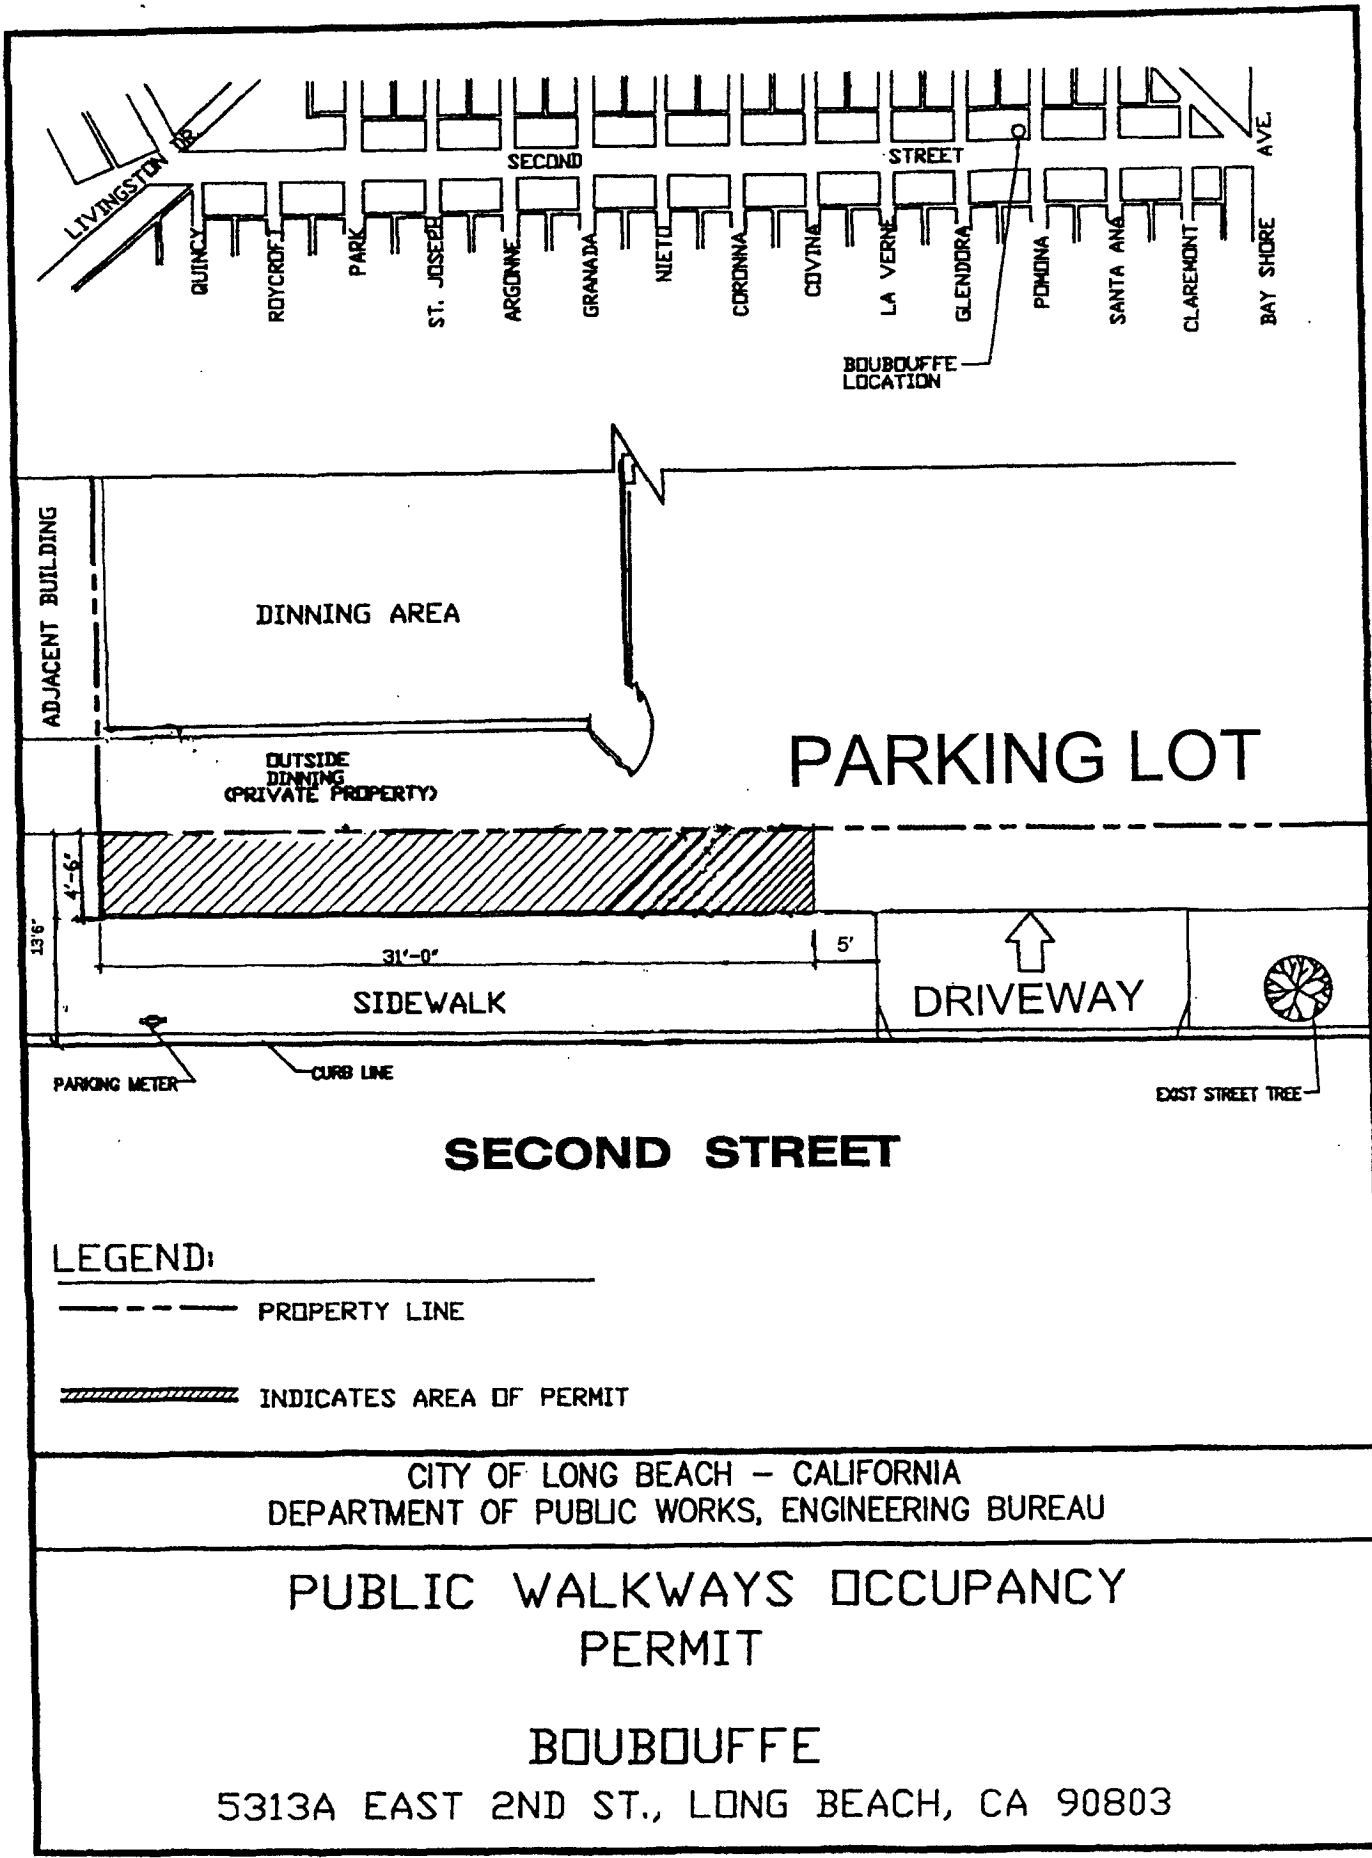 LIVINGSTON DR
SECOND
STREET
AVE.
QUINCY
ROYCROFT
PARK
ST. JOSEPH
ARGONNE
GRANADA
NIETO
CORONNA
COVINA
LA VERNE
GLENDORA
POMONA
SANTA ANA
CLAREMONT
BAY SHORE
BOUBOUFFE
LOCATION
ADJACENT BUILDING
DINNING AREA
OUTSIDE
DINNING
(PRIVATE PROPERTY)
PARKING LOT
4'-6"
13'6"
31'-0"
5'
SIDEWALK
DRIVEWAY
PARKING METER
CURB LINE
EXIST STREET TREE
SECOND STREET
LEGEND:
PROPERTY LINE
INDICATES AREA OF PERMIT
CITY OF LONG BEACH - CALIFORNIA
DEPARTMENT OF PUBLIC WORKS, ENGINEERING BUREAU
PUBLIC WALKWAYS OCCUPANCY
PERMIT
BOUBOUFFE
5313A EAST 2ND ST., LONG BEACH, CA 90803